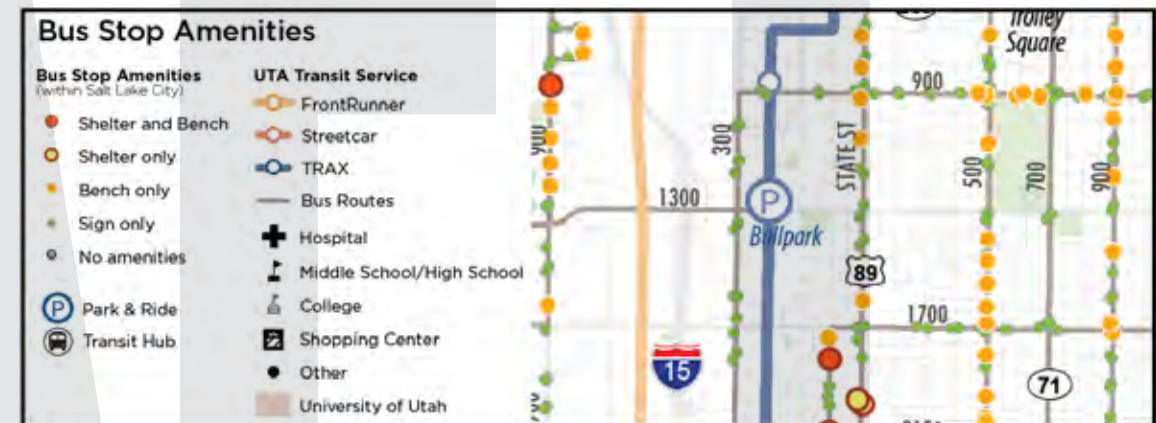 Bus Stop Amenities
Bus Stop Amenities
(within Salt Lake City)
Shelter and Bench
Shelter only
Bench only
Sign only
No amenities
P
Park & Ride
Transit Hub
UTA Transit Service
FrontRunner
Streetcar
TRAX
Bus Routes
Hospital
Middle School/High School
College
Shopping Center
Other
University of Utah
Trolley
Square
900
900
300
STATE ST
500
700
900
1300
P
Ballpark
89
1700
15
71